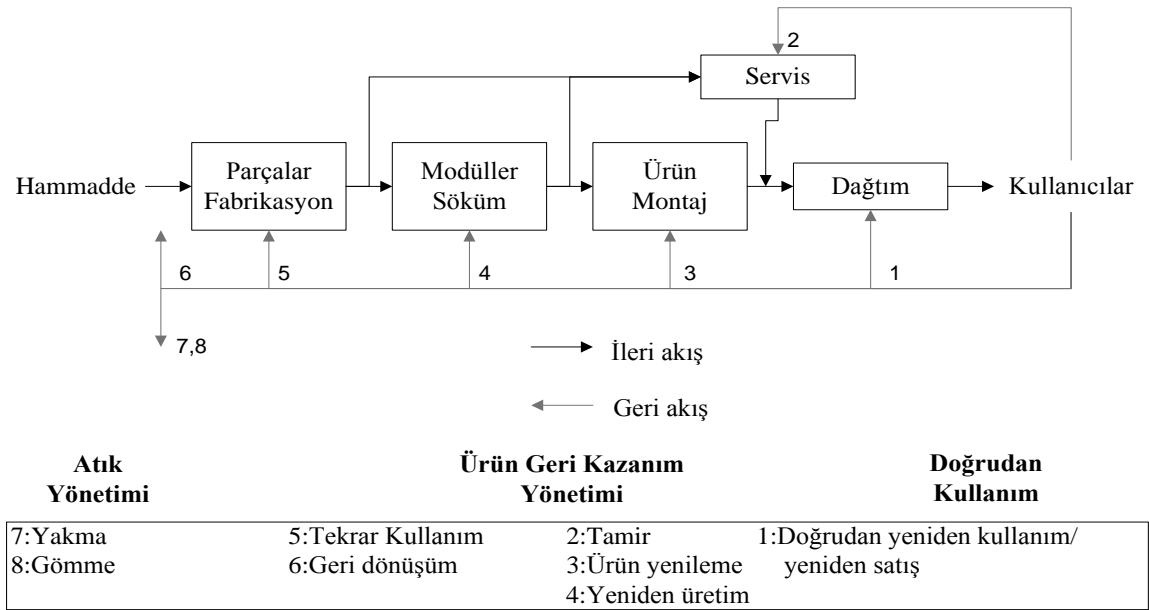 2
Servis
Hammadde
Parçalar
Fabrikasyon
Modüller
Söküm
Ürün
Montaj
Dağtım
Kullanıcılar
6
5
4
3
1
7,8
İleri akış
Geri akış
Atık
Yönetimi
Ürün Geri Kazanım
Yönetimi
Doğrudan
Kullanım
7:Yakma
8:Gömme
5:Tekrar Kullanım
6:Geri dönüşüm
2:Tamir
3:Ürün yenileme
4:Yeniden üretim
1:Doğrudan yeniden kullanım/
yeniden satış